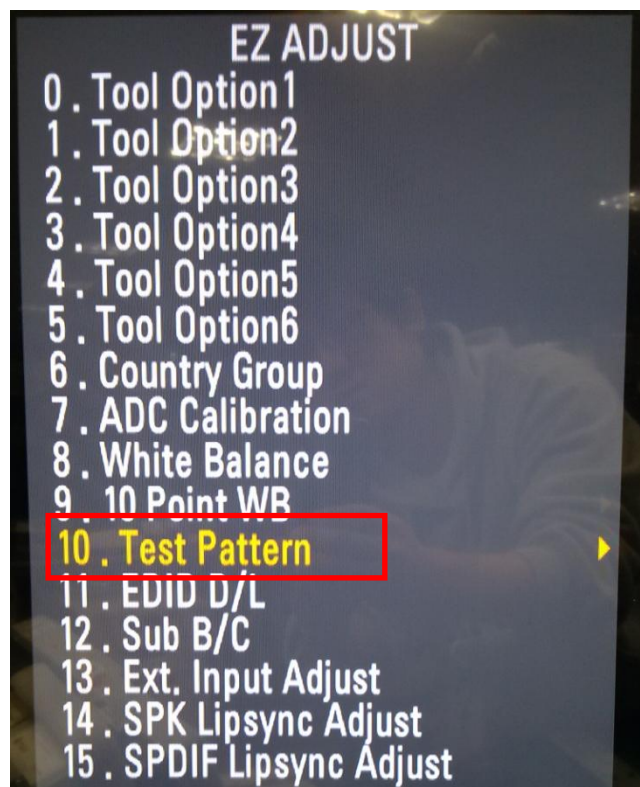 EZ ADJUST
0 . Tool Option1
1 . Tool Option2
2 . Tool Option3
3 . Tool Option4
4 . Tool Option5
5 . Tool Option6
6 . Country Group
7 . ADC Calibration
8 . White Balance
9 . 10 Point WB
10 . Test Pattern
11 . EDID D/L
12 . Sub B/C
13 . Ext. Input Adjust
14 . SPK Lipsync Adjust
15 . SPDIF Lipsync Adjust